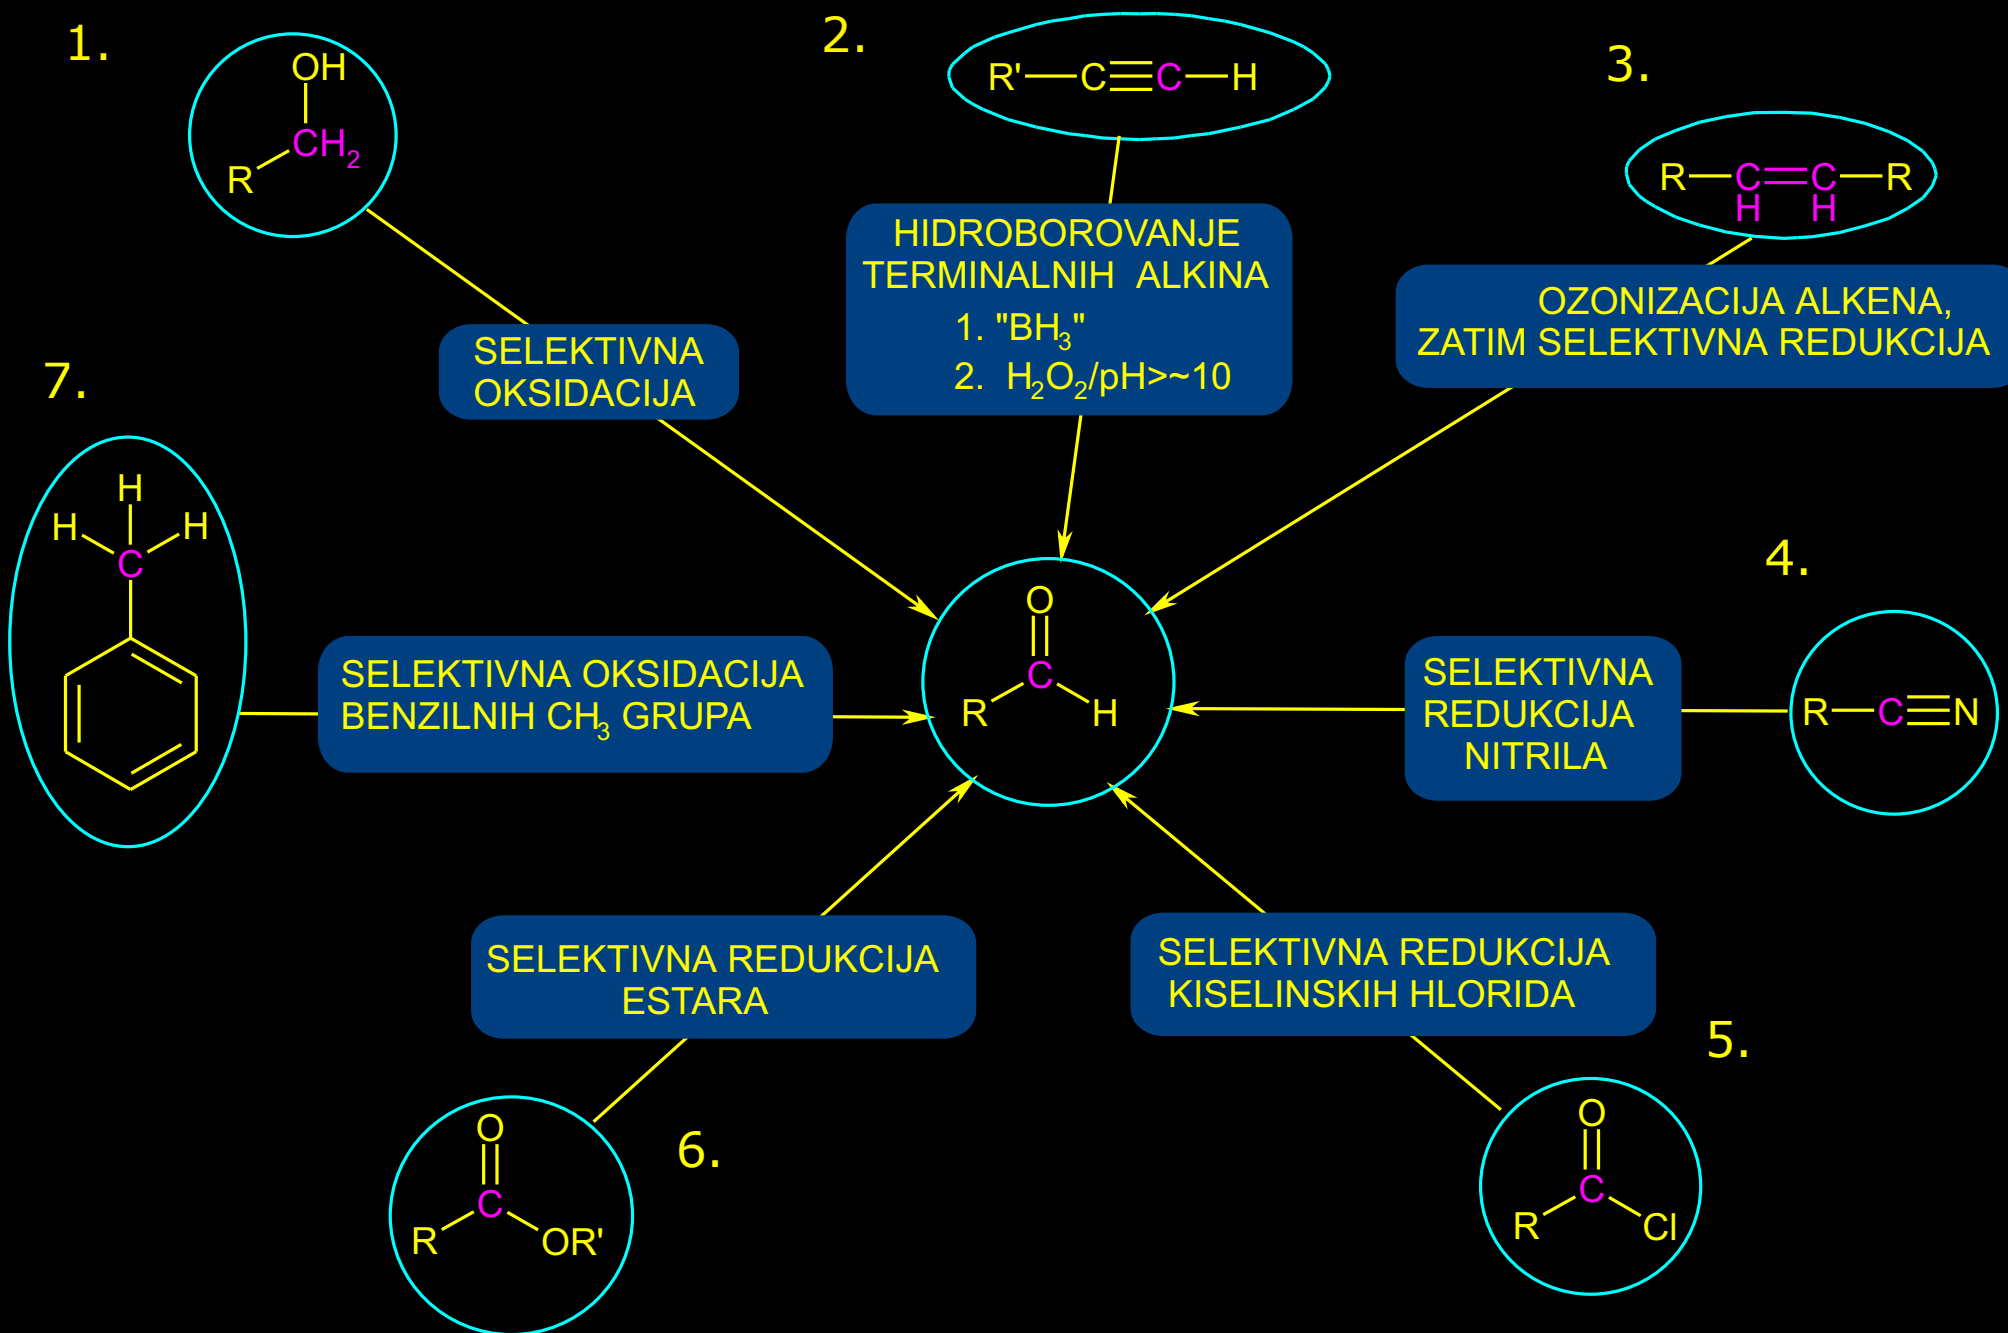 1.
OH
CH2
R
2.
R'—C≡C—H
3.
R—C=C—R
H H
SELEKTIVNA
OKSIDACIJA
HIDROBOROVANJE
TERMINALNIH ALKINA
1. "BH3"
2. H2O2/pH>~10
OZONIZACIJA ALKENA,
ZATIM SELEKTIVNA REDUKCIJA
7.
H
H H
C
SELEKTIVNA OKSIDACIJA
BENZILNIH CH3 GRUPA
O
C
R H
4.
SELEKTIVNA
REDUKCIJA
NITRILA
R—C≡N
SELEKTIVNA REDUKCIJA
ESTARA
6.
O
C
R OR'
SELEKTIVNA REDUKCIJA
KISELINSKIH HLORIDA
5.
O
C
R Cl